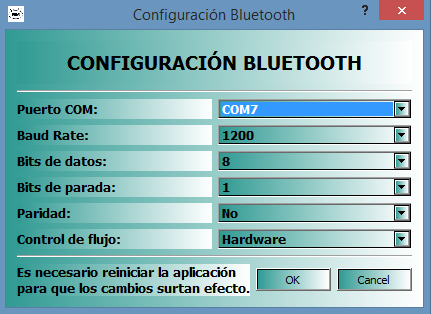 Configuración Bluetooth
?
CONFIGURACIÓN BLUETOOTH
Puerto COM: COM7
Baud Rate: 1200
Bits de datos: 8
Bits de parada: 1
Paridad: No
Control de flujo: Hardware
Es necesario reiniciar la aplicación
para que los cambios surtan efecto.
OK Cancel